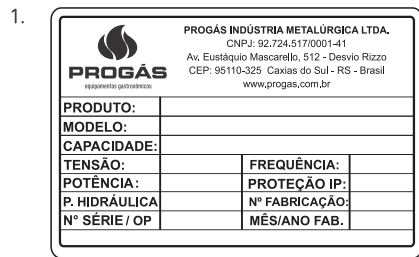 1.
PROGÁS
equipamentos gastronômicos
PROGÁS INDÚSTRIA METALÚRGICA LTDA.
CNPJ: 92.724.517/0001-41
Av. Eustáquio Mascarello, 512 - Desvio Rizzo
CEP: 95110-325 Caxias do Sul - RS - Brasil
www.progas.com.br
PRODUTO:
MODELO:
CAPACIDADE:
TENSÃO: FREQUÊNCIA:
POTÊNCIA: PROTEÇÃO IP:
P. HIDRÁULICA Nº FABRICAÇÃO:
N° SÉRIE / OP MÊS/ANO FAB.